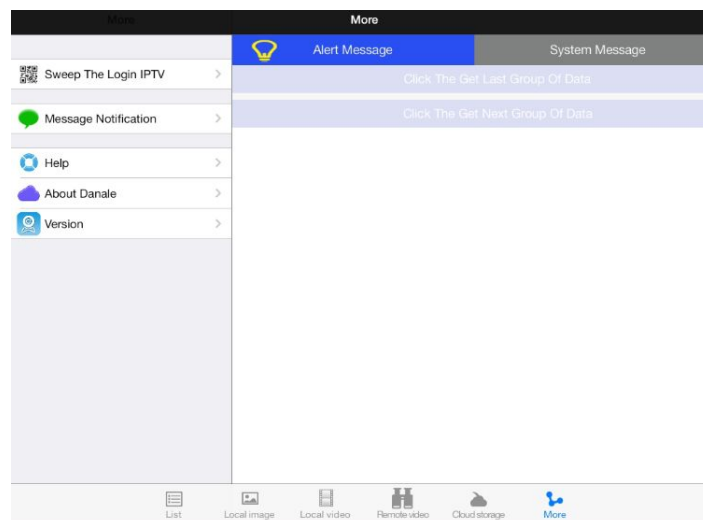 More
More
Alert Message
System Message
Sweep The Login IPTV
Click The Get Last Group Of Data
Message Notification
Click The Get Next Group Of Data
Help
About Danale
Version
List
Local image
Local video
Remote video
Cloud storage
More